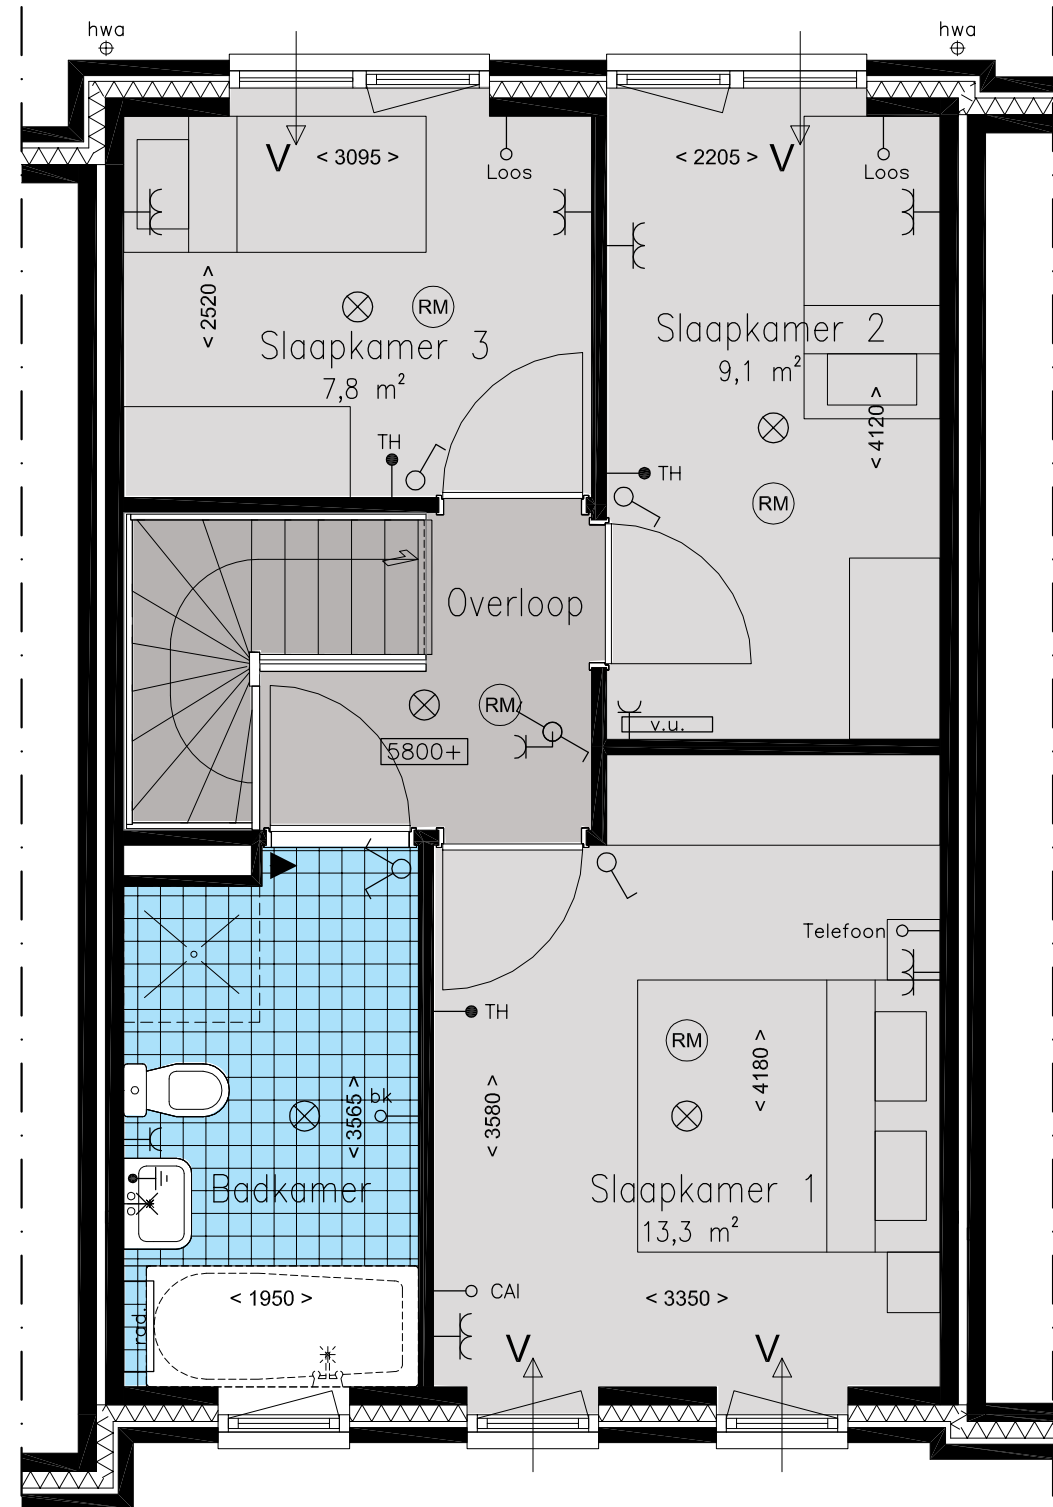 hwa
hwa
V
< 3095 >
Loos
< 2205 >
V
Loos
< 2520 >
RM
Slaapkamer 3
7,8 m²
Slaapkamer 2
9,1 m²
< 4120 >
TH
TH
RM
Overloop
RM
5800+
v.u.
Telefoon
TH
RM
< 3565 >
bk
< 3580 >
< 4180 >
Badkamer
Slaapkamer 1
13,3 m²
rad.
< 1950 >
CAI
< 3350 >
V
V